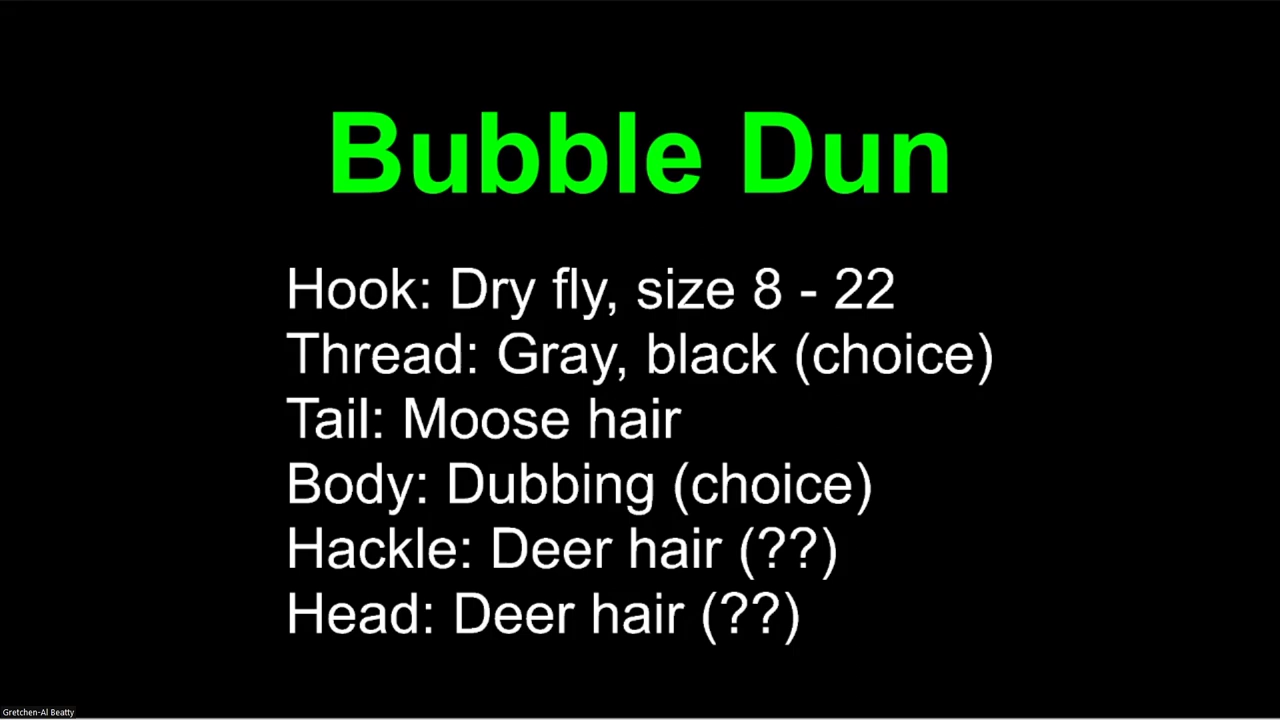 Bubble Dun
Hook: Dry fly, size 8 - 22
Thread: Gray, black (choice)
Tail: Moose hair
Body: Dubbing (choice)
Hackle: Deer hair (??)
Head: Deer hair (??)
Gretchen-Al Beatty